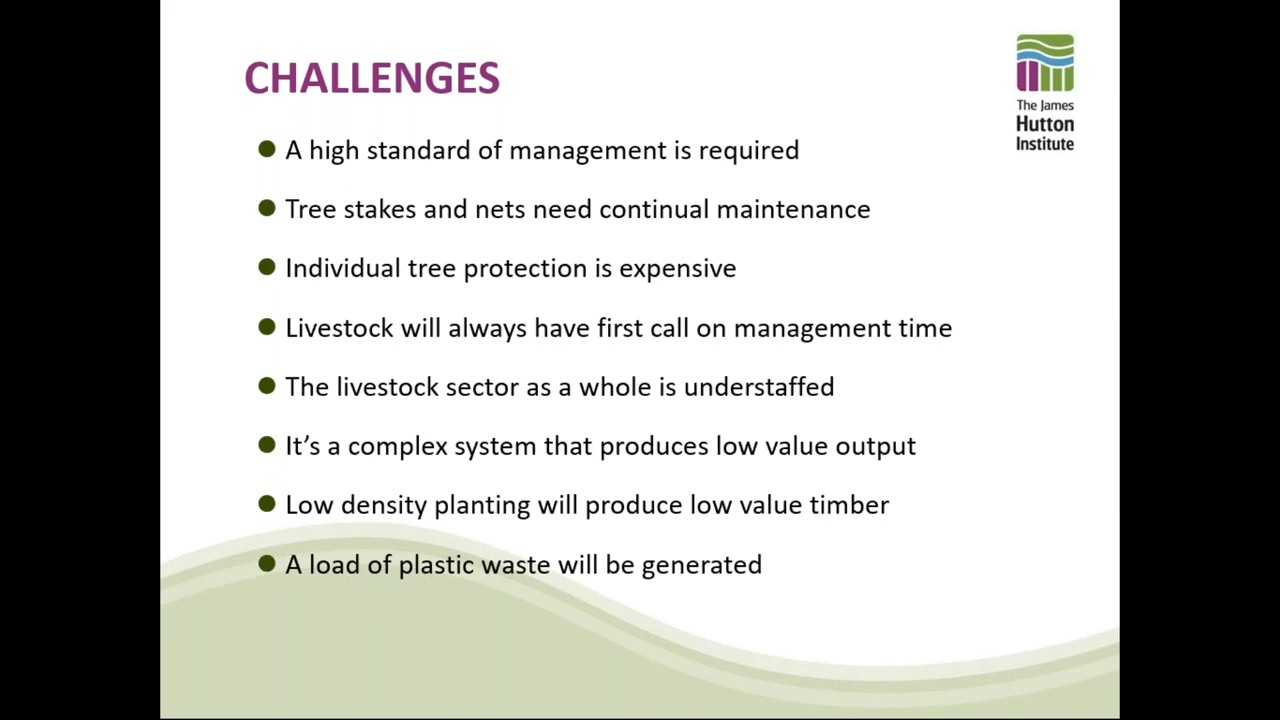 CHALLENGES
The James
Hutton
Institute
A high standard of management is required
Tree stakes and nets need continual maintenance
Individual tree protection is expensive
Livestock will always have first call on management time
The livestock sector as a whole is understaffed
It’s a complex system that produces low value output
Low density planting will produce low value timber
A load of plastic waste will be generated